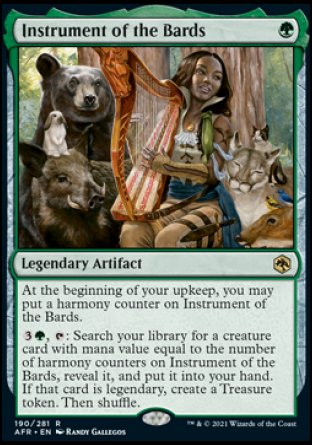 Instrument of the Bards
Legendary Artifact
At the beginning of your upkeep, you may
put a harmony counter on Instrument of
the Bards.
3, : Search your library for a creature
card with mana value equal to the number
of harmony counters on Instrument of the
Bards, reveal it, and put it into your hand.
If that card is legendary, create a Treasure
token. Then shuffle.
190/281 R
AFR • EN RANDY GALLEGOS
™ & © 2021 Wizards of the Coast